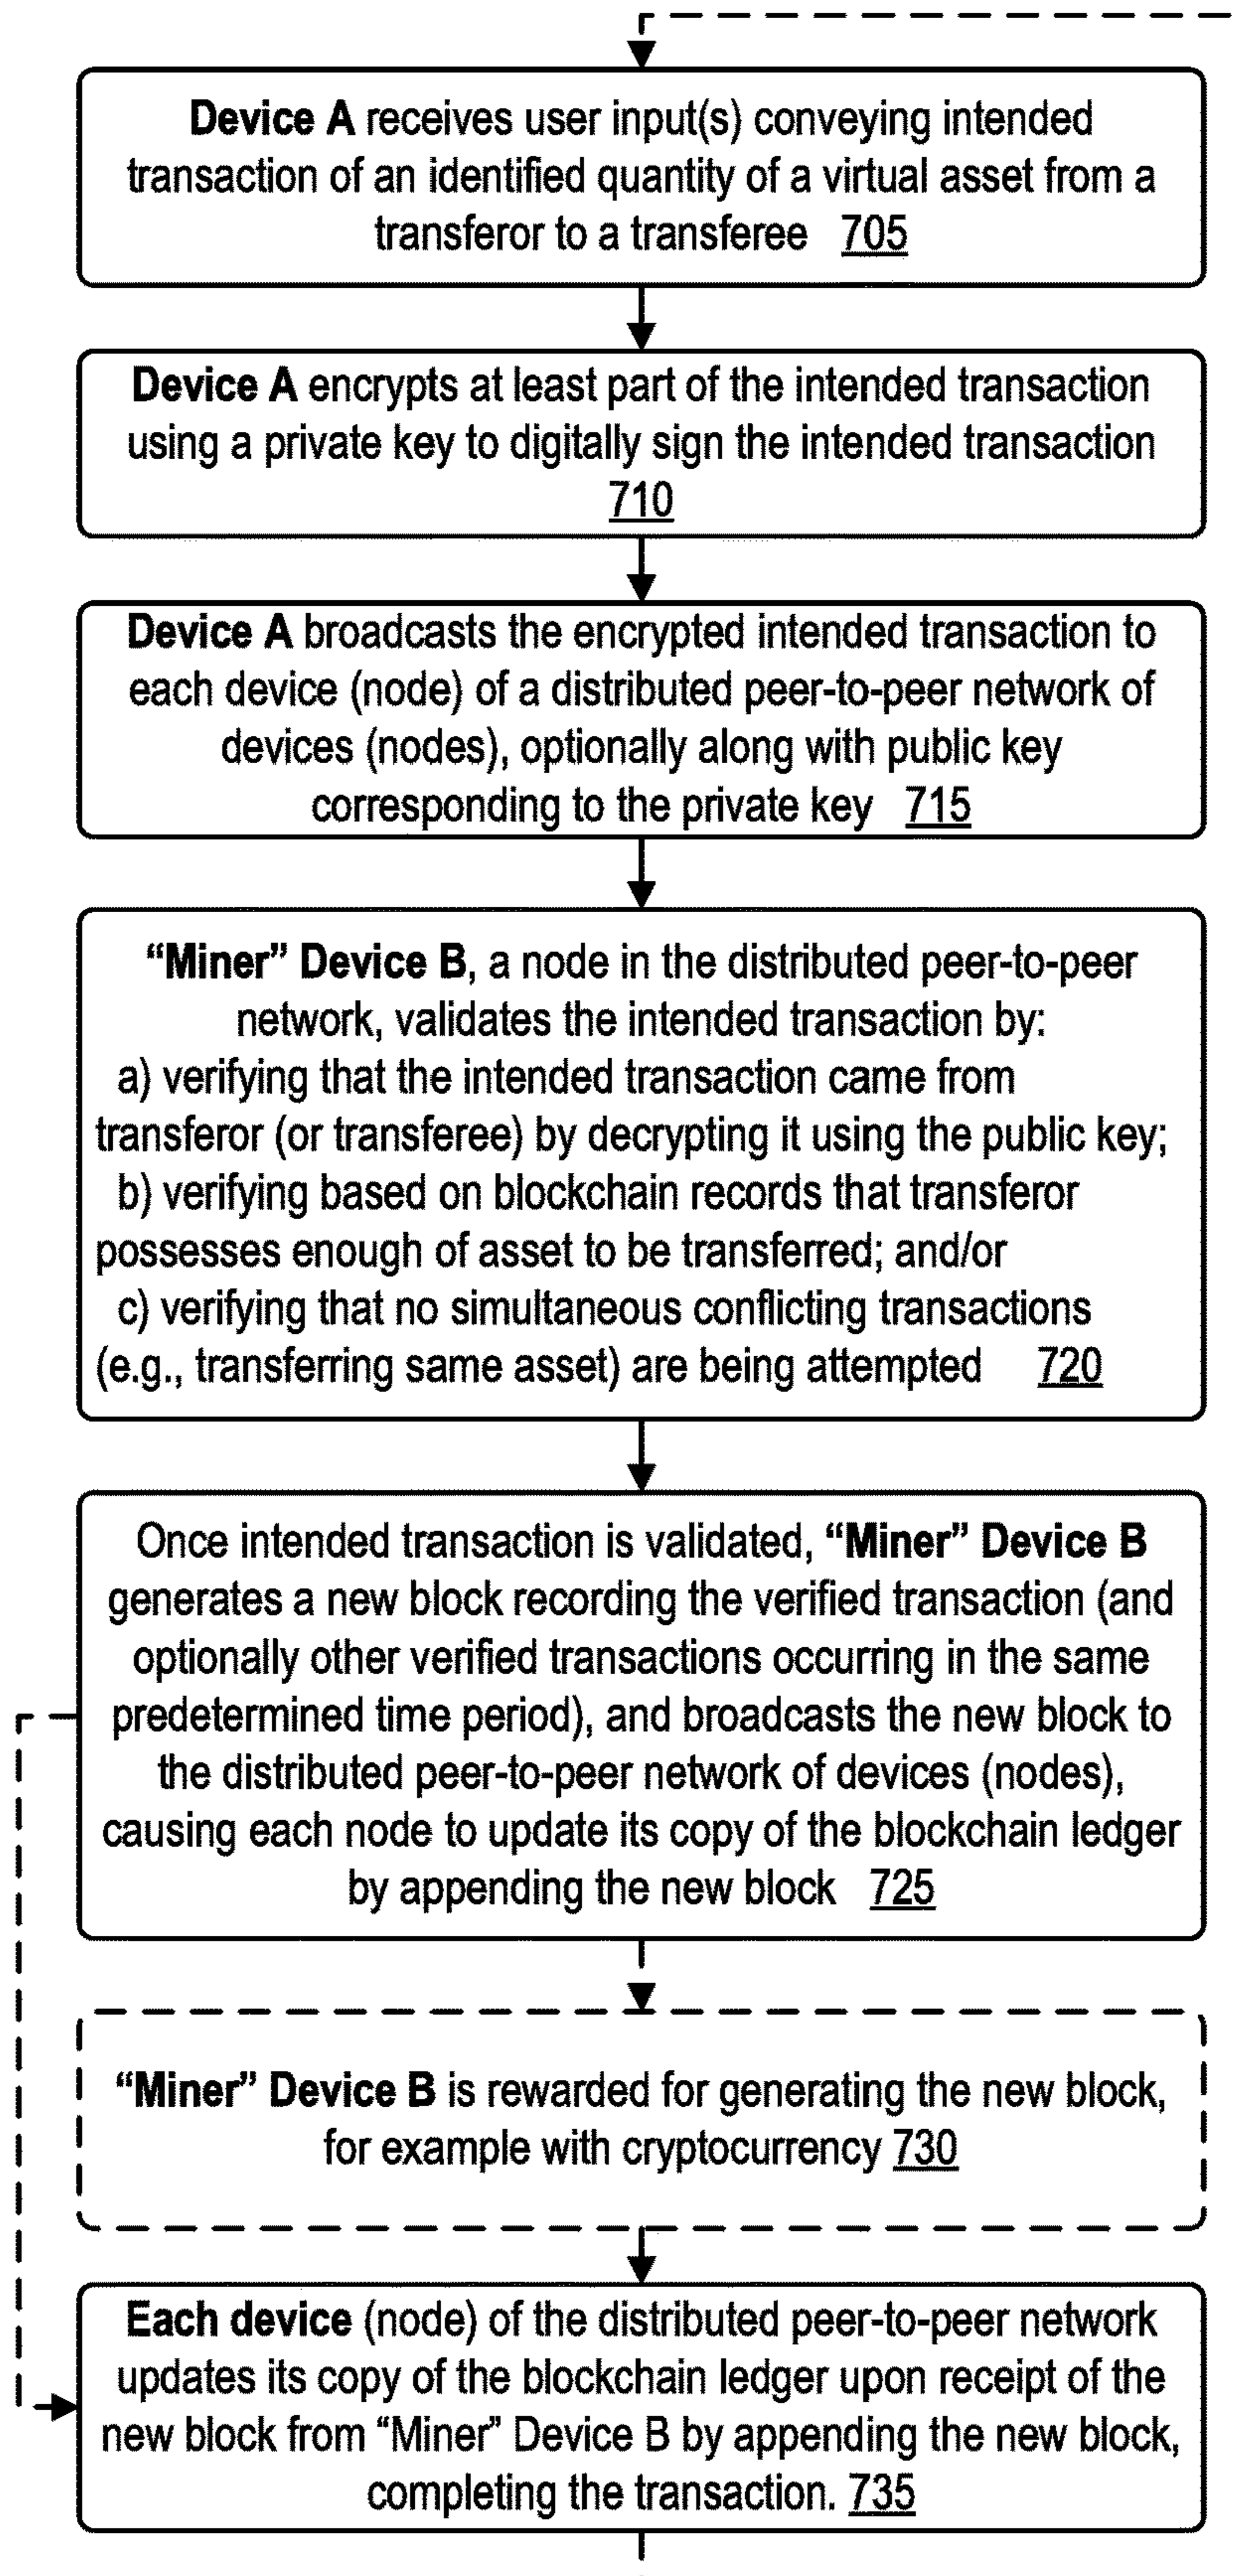 Device A receives user input(s) conveying intended
transaction of an identified quantity of a virtual asset from a
transferor to a transferee 705
Device A encrypts at least part of the intended transaction
using a private key to digitally sign the intended transaction
710
Device A broadcasts the encrypted intended transaction to
each device (node) of a distributed peer-to-peer network of
devices (nodes), optionally along with public key
corresponding to the private key 715
“Miner” Device B, a node in the distributed peer-to-peer
network, validates the intended transaction by:
a) verifying that the intended transaction came from
transferor (or transferee) by decrypting it using the public key;
b) verifying based on blockchain records that transferor
possesses enough of asset to be transferred; and/or
c) verifying that no simultaneous conflicting transactions
(e.g., transferring same asset) are being attempted 720
Once intended transaction is validated, “Miner” Device B
generates a new block recording the verified transaction (and
optionally other verified transactions occurring in the same
predetermined time period), and broadcasts the new block to
the distributed peer-to-peer network of devices (nodes),
causing each node to update its copy of the blockchain ledger
by appending the new block 725
“Miner” Device B is rewarded for generating the new block,
for example with cryptocurrency 730
Each device (node) of the distributed peer-to-peer network
updates its copy of the blockchain ledger upon receipt of the
new block from “Miner” Device B by appending the new block,
completing the transaction. 735